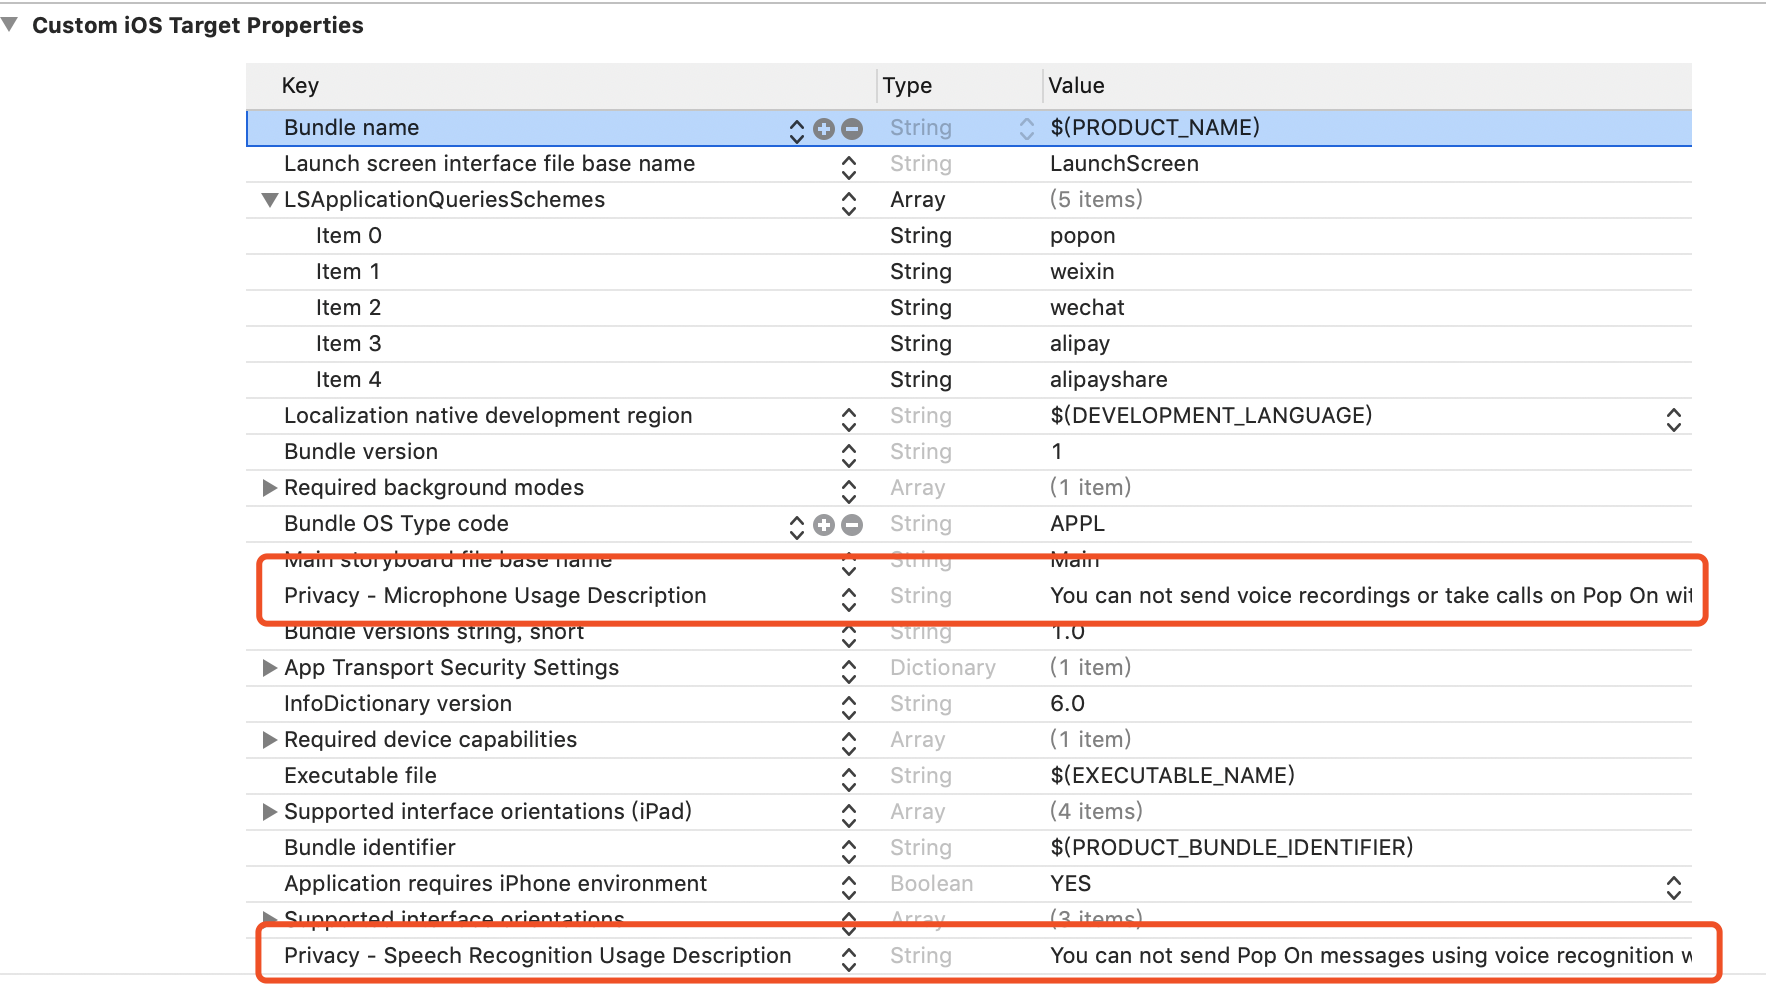 Custom iOS Target Properties
Key Type Value
Bundle name String $(PRODUCT_NAME)
Launch screen interface file base name String LaunchScreen
LSApplicationQueriesSchemes Array (5 items)
Item 0 String popon
Item 1 String weixin
Item 2 String wechat
Item 3 String alipay
Item 4 String alipayshare
Localization native development region String $(DEVELOPMENT_LANGUAGE)
Bundle version String 1
Required background modes Array (1 item)
Bundle OS Type code String APPL
Main storyboard file base name String Main
Privacy - Microphone Usage Description String You can not send voice recordings or take calls on Pop On wit
Bundle versions string, short String 1.0
App Transport Security Settings Dictionary (1 item)
InfoDictionary version String 6.0
Required device capabilities Array (1 item)
Executable file String $(EXECUTABLE_NAME)
Supported interface orientations (iPad) Array (4 items)
Bundle identifier String $(PRODUCT_BUNDLE_IDENTIFIER)
Application requires iPhone environment Boolean YES
Supported interface orientations Array (3 items)
Privacy - Speech Recognition Usage Description String You can not send Pop On messages using voice recognition w